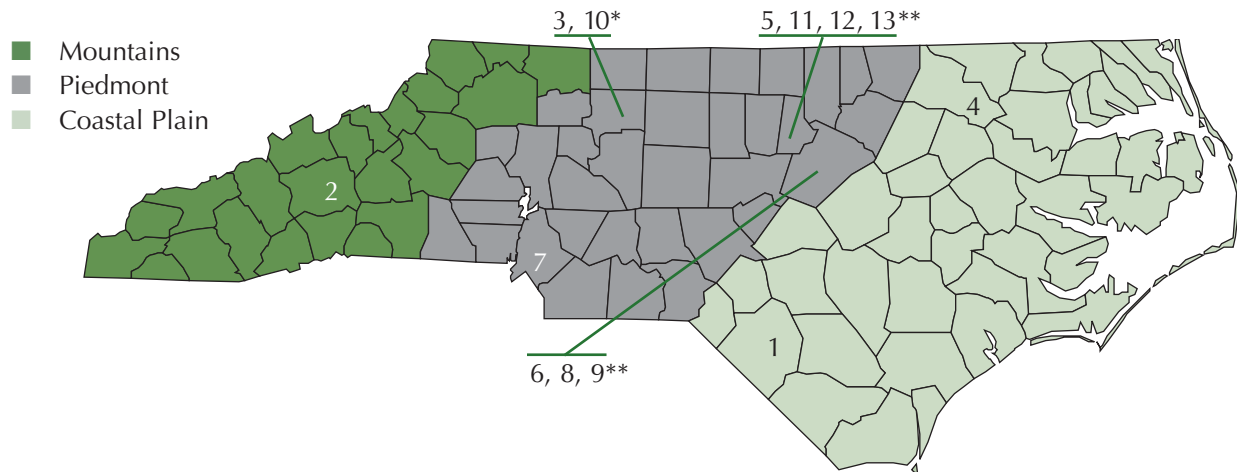 3, 10*
5, 11, 12, 13**
Mountains
Piedmont
Coastal Plain
4
2
7
1
6, 8, 9**